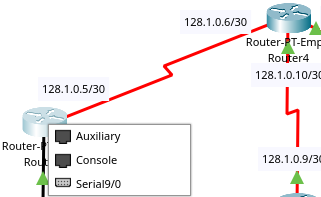 128.1.0.6/30
Router-PT-Emp
Router4
128.1.0.10/30
128.1.0.5/30
Router-P
Rout
Auxiliary
Console
Serial9/0
128.1.0.9/30